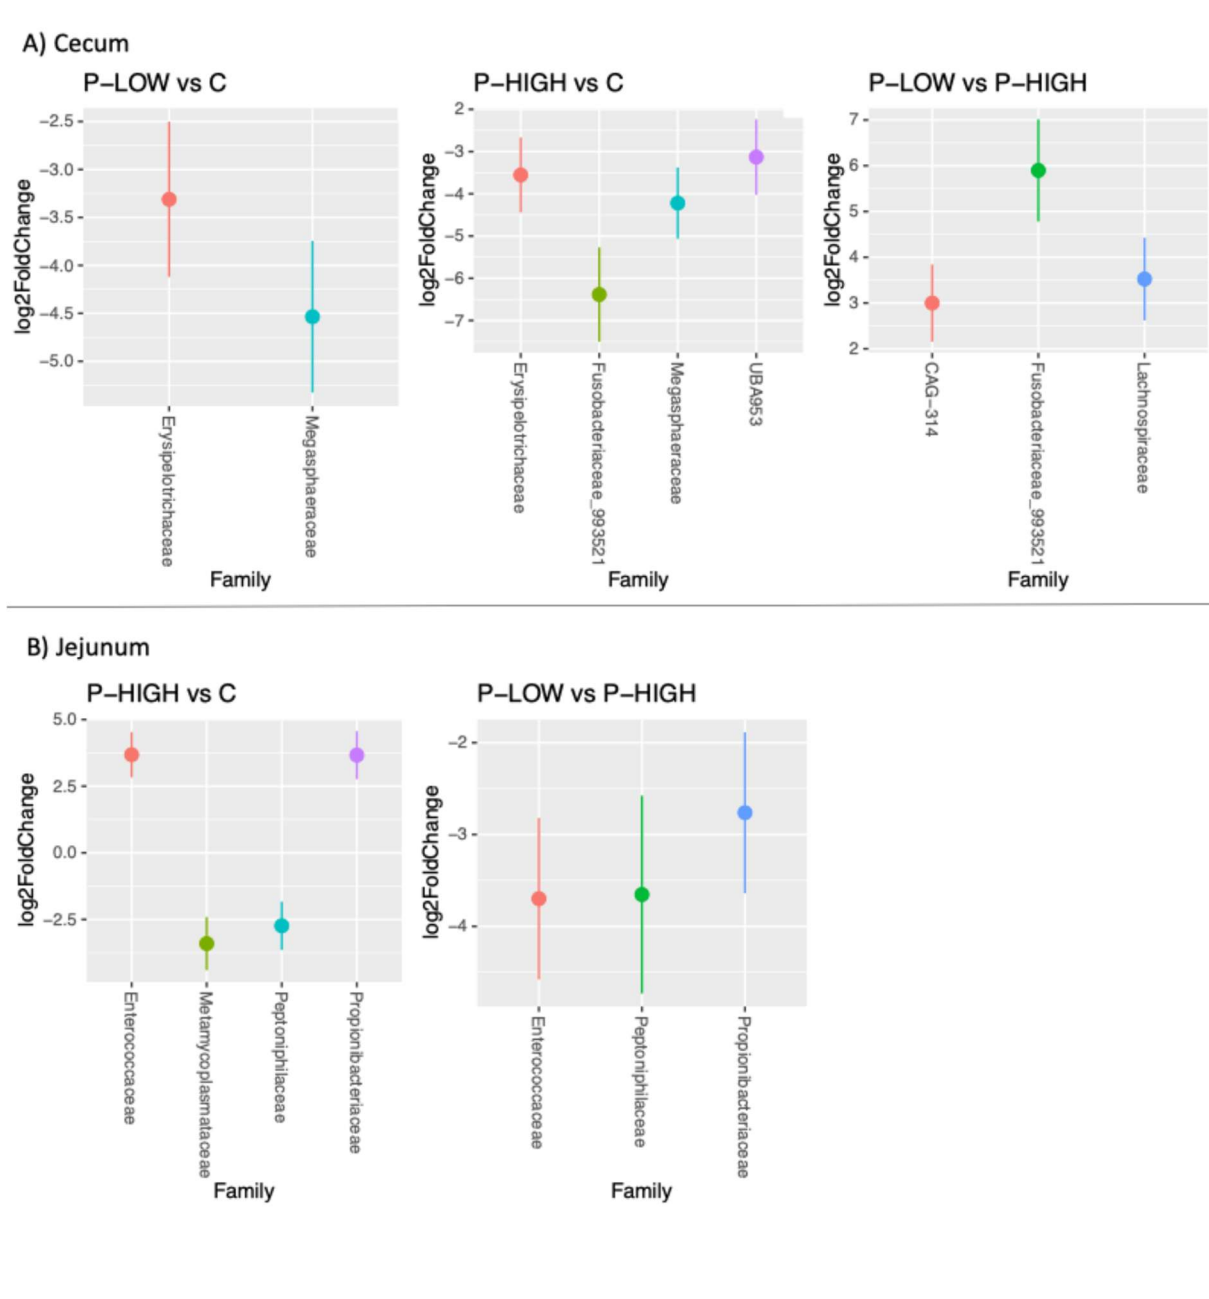 A) Cecum
P-LOW vs C
P-HIGH vs C
P-LOW vs P-HIGH
log2FoldChange
-2.5
-3.0
-3.5
-4.0
-4.5
-5.0
Erysipelotrichaceae
Megasphaeraceae
Family
log2FoldChange
2
-3
-4
-5
-6
-7
Erysipelotrichaceae
Fusobacteriaceae_993521
Megasphaeraceae
UBA953
Family
log2FoldChange
7
6
5
4
3
2
CAG-314
Fusobacteriaceae_993521
Lachnospiraceae
Family
B) Jejunum
P-HIGH vs C
P-LOW vs P-HIGH
log2FoldChange
5.0
2.5
0.0
-2.5
Enterococcaceae
Metamycoplasmataceae
Peptoniphilaceae
Propionibacteriaceae
Family
log2FoldChange
-2
-3
-4
Enterococcaceae
Peptoniphilaceae
Propionibacteriaceae
Family